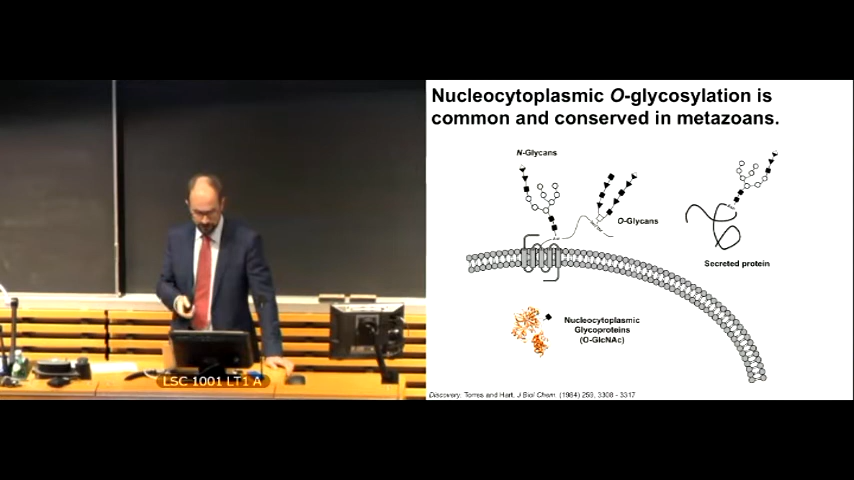 Nucleocytoplasmic O-glycosylation is
common and conserved in metazoans.
N-Glycans
O-Glycans
Secreted protein
Nucleocytoplasmic
Glycoproteins
(O-GlcNAc)
LSC 1001 LT1 A
Discovery: Torres and Hart, J Biol Chem. (1984) 259, 3308 - 3317